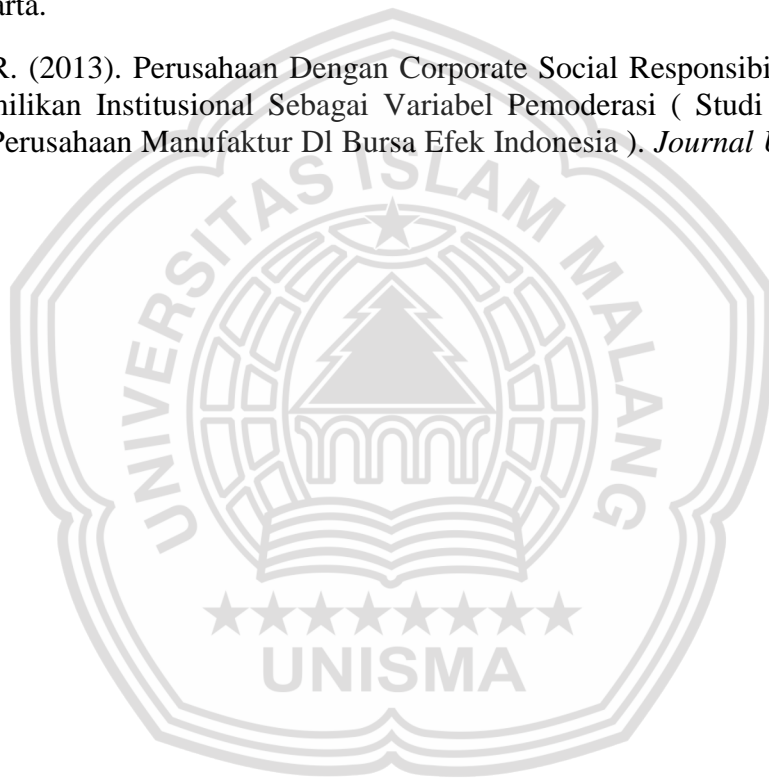 arta.
R. (2013). Perusahaan Dengan Corporate Social Responsibi
nilikan Institusional Sebagai Variabel Pemoderasi ( Studi
Perusahaan Manufaktur Dl Bursa Efek Indonesia ). Journal U
UNIVERSITAS ISLAM MALANG
UNISMA